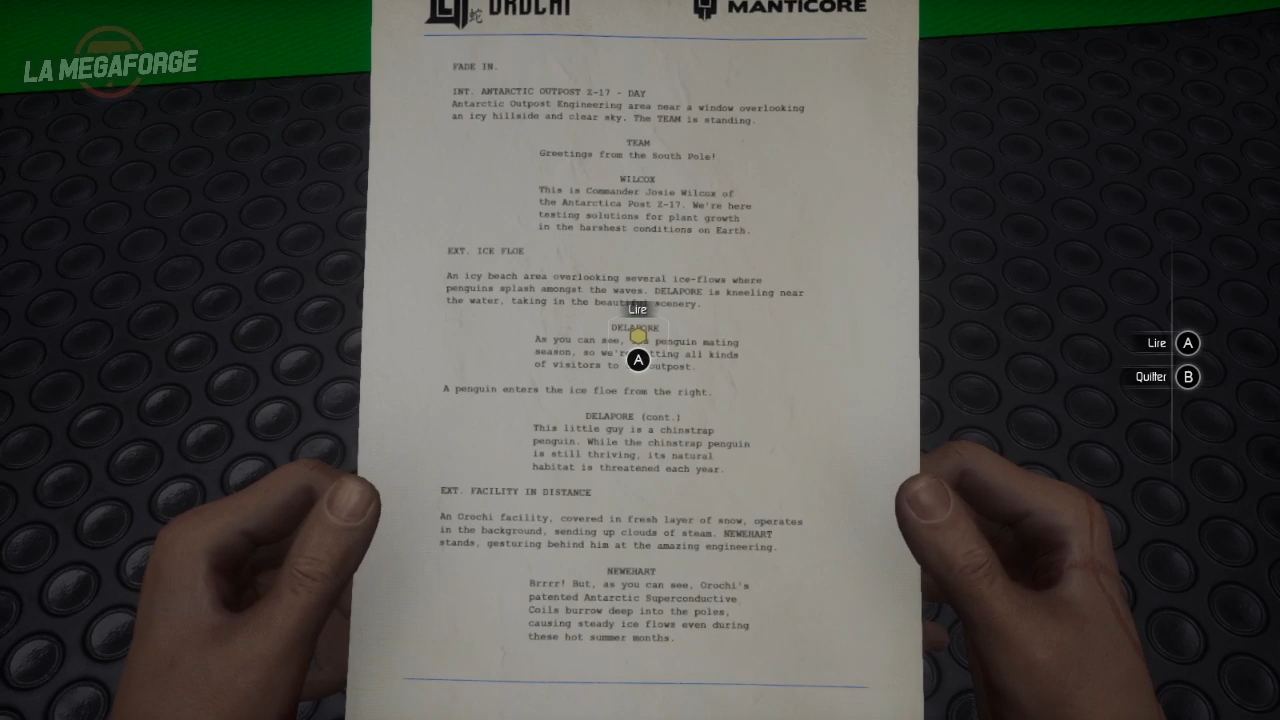 蛇 OROCHI
MANTICORE
LA MEGAFORGE
FADE IN.
INT. ANTARCTIC OUTPOST Z-17 - DAY
Antarctic Outpost Engineering area near a window overlooking
an icy hillside and clear sky. The TEAM is standing.
TEAM
Greetings from the South Pole!
WILCOX
This is Commander Josie Wilcox of
the Antarctica Post Z-17. We're here
testing solutions for plant growth
in the harshest conditions on Earth.
EXT. ICE FLOE
An icy beach area overlooking several ice-flows where
penguins splash amongst the waves. DELAPORE is kneeling near
the water, taking in the beautiful scenery.
Lire
DELAPORE
As you can see, penguin mating
season, so we're getting all kinds
of visitors to outpost.
A
A penguin enters the ice floe from the right.
DELAPORE (cont.)
This little guy is a chinstrap
penguin. While the chinstrap penguin
is still thriving, its natural
habitat is threatened each year.
EXT. FACILITY IN DISTANCE
An Orochi facility, covered in fresh layer of snow, operates
in the background, sending up clouds of steam. NEWEHART
stands, gesturing behind him at the amazing engineering.
NEWEHART
Brrrr! But, as you can see, Orochi's
patented Antarctic Superconductive
Coils burrow deep into the poles,
causing steady ice flows even during
these hot summer months.
Lire A
Quitter B